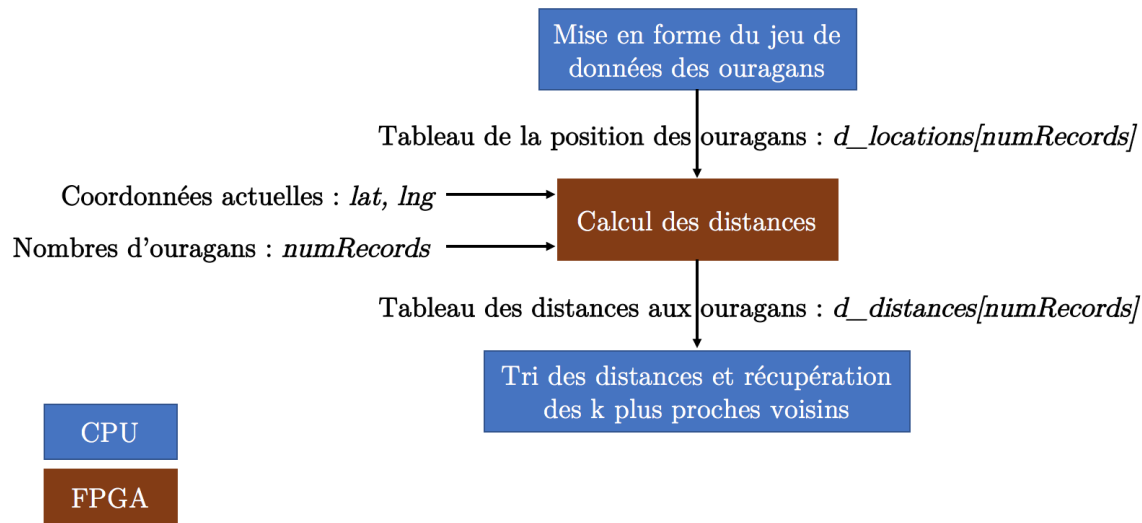 Mise en forme du jeu de
données des ouragans
Tableau de la position des ouragans : d_locations[numRecords]
Coordonnées actuelles : lat, lng
Calcul des distances
Nombres d'ouragans : numRecords
Tableau des distances aux ouragans : d_distances[numRecords]
Tri des distances et récupération
des k plus proches voisins
CPU
FPGA